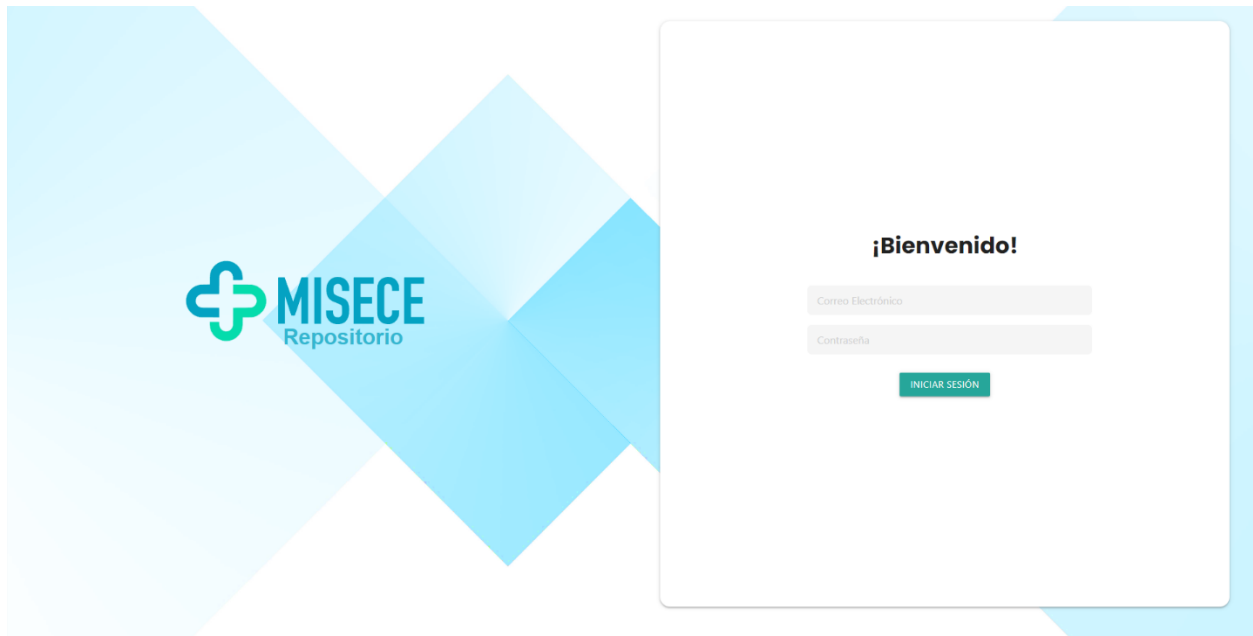 MISECE
Repositorio
¡Bienvenido!
Correo Electrónico
Contraseña
INICIAR SESIÓN